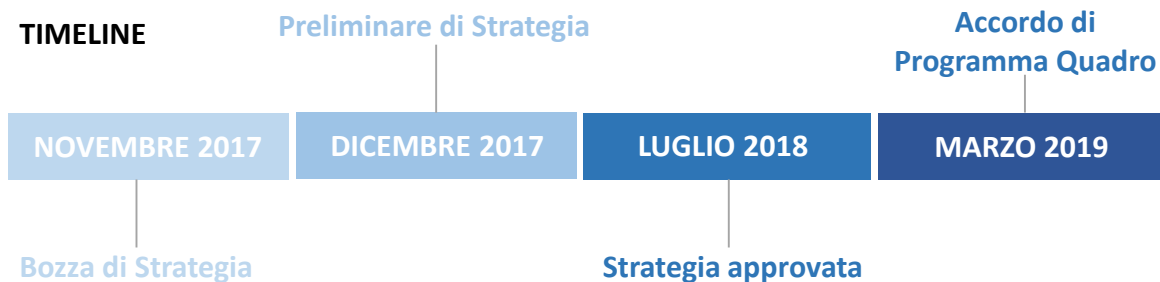 TIMELINE
Preliminare di Strategia
Accordo di
Programma Quadro
NOVEMBRE 2017
DICEMBRE 2017
LUGLIO 2018
MARZO 2019
Bozza di Strategia
Strategia approvata